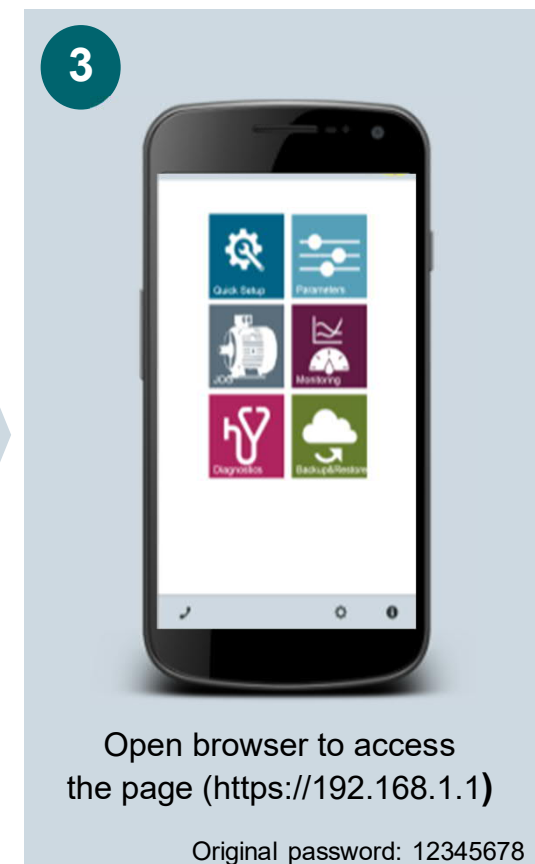 3
Quick Setup
Parameters
JOG
Monitoring
Diagnostics
Backup&Restore
Open browser to access
the page (https://192.168.1.1)
Original password: 12345678